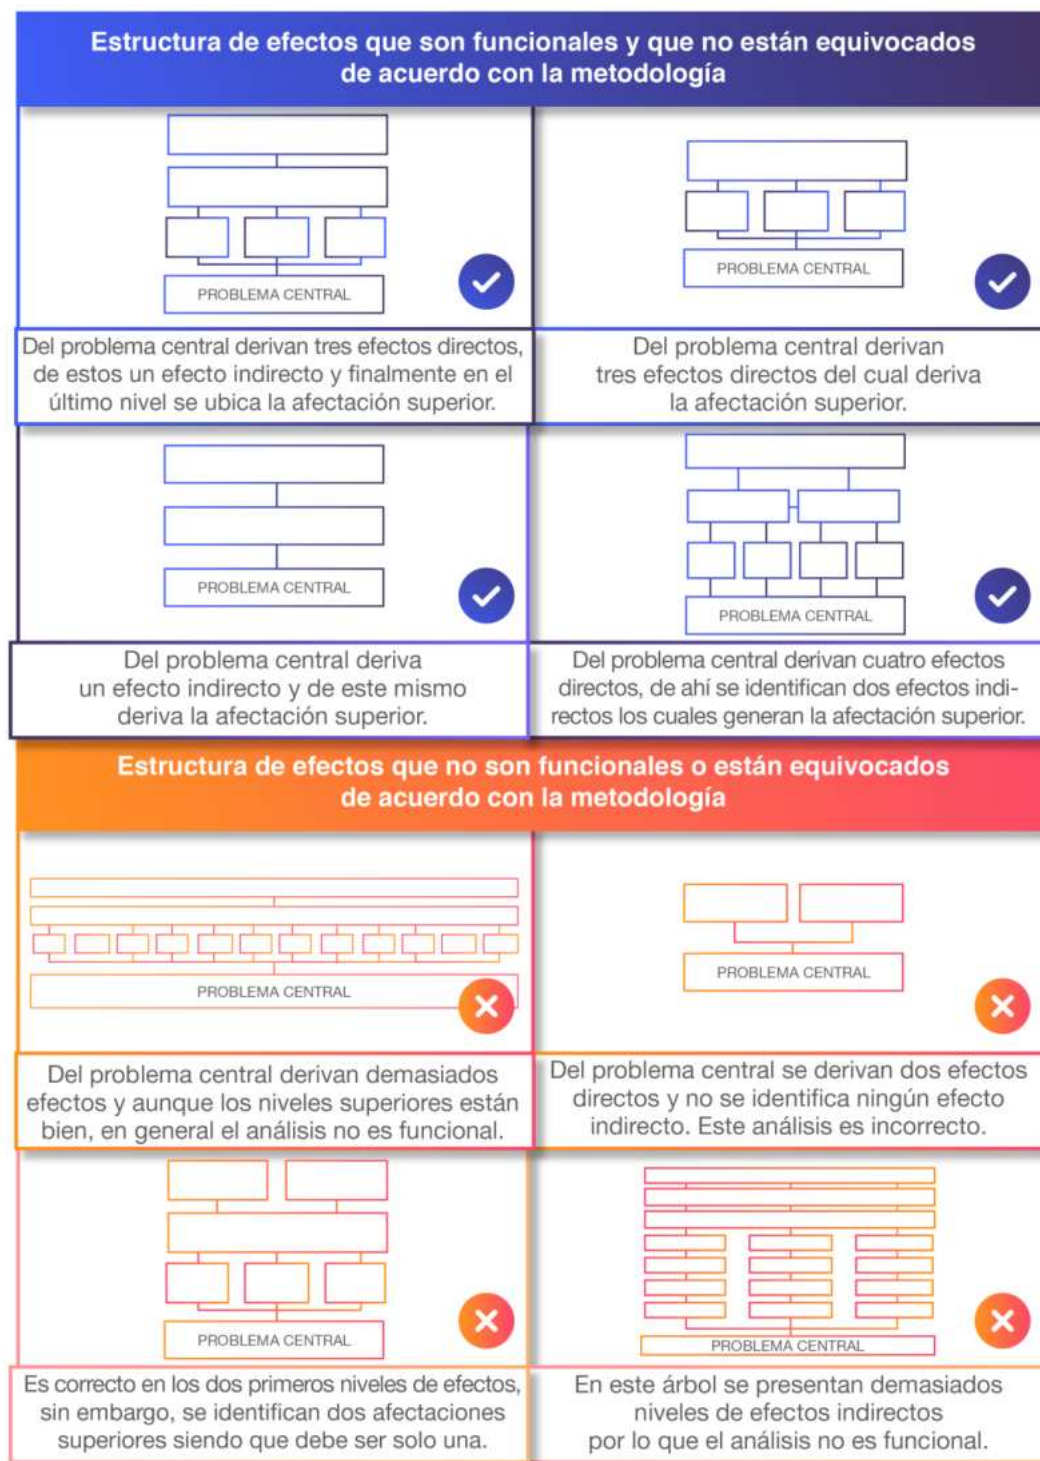 Estructura de efectos que son funcionales y que no están equivocados
de acuerdo con la metodología
PROBLEMA CENTRAL
PROBLEMA CENTRAL
Del problema central derivan tres efectos directos,
de estos un efecto indirecto y finalmente en el
último nivel se ubica la afectación superior.
Del problema central derivan
tres efectos directos del cual deriva
la afectación superior.
PROBLEMA CENTRAL
PROBLEMA CENTRAL
Del problema central deriva
un efecto indirecto y de este mismo
deriva la afectación superior.
Del problema central derivan cuatro efectos
directos, de ahí se identifican dos efectos indi-
rectos los cuales generan la afectación superior.
Estructura de efectos que no son funcionales o están equivocados
de acuerdo con la metodología
PROBLEMA CENTRAL
PROBLEMA CENTRAL
Del problema central derivan demasiados
efectos y aunque los niveles superiores están
bien, en general el análisis no es funcional.
Del problema central se derivan dos efectos
directos y no se identifica ningún efecto
indirecto. Este análisis es incorrecto.
PROBLEMA CENTRAL
PROBLEMA CENTRAL
Es correcto en los dos primeros niveles de efectos,
sin embargo, se identifican dos afectaciones
superiores siendo que debe ser solo una.
En este árbol se presentan demasiados
niveles de efectos indirectos
por lo que el análisis no es funcional.